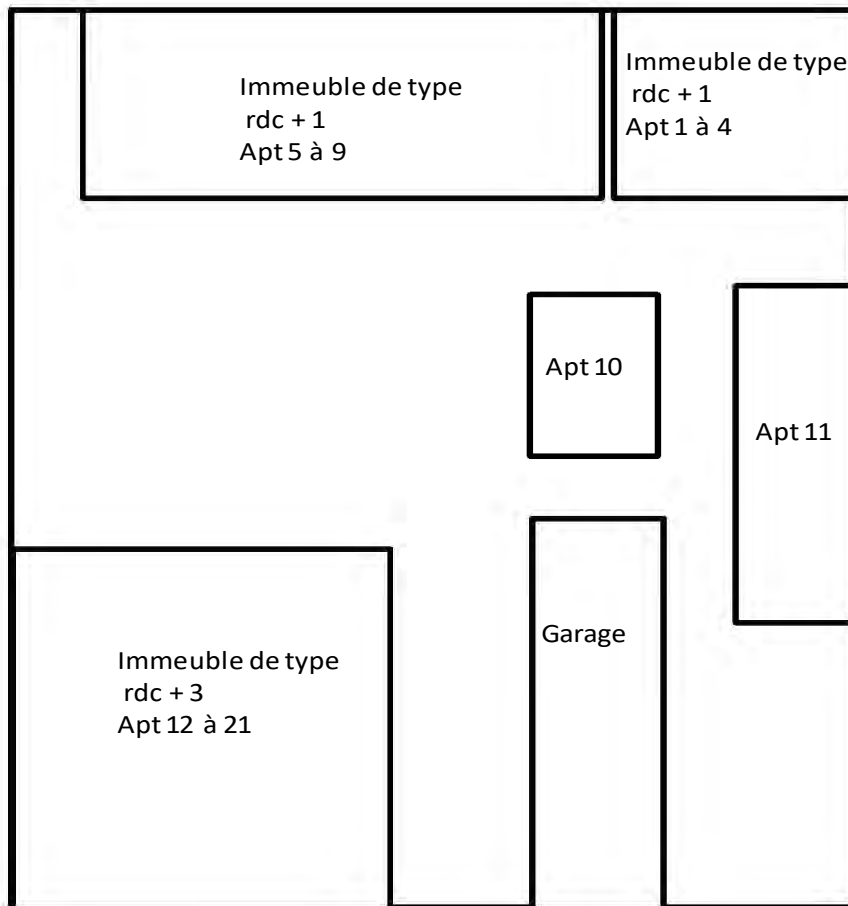 Immeuble de type
rdc + 1
Apt 5 à 9
Immeuble de type
rdc + 1
Apt 1 à 4
Apt 10
Apt 11
Garage
Immeuble de type
rdc + 3
Apt 12 à 21